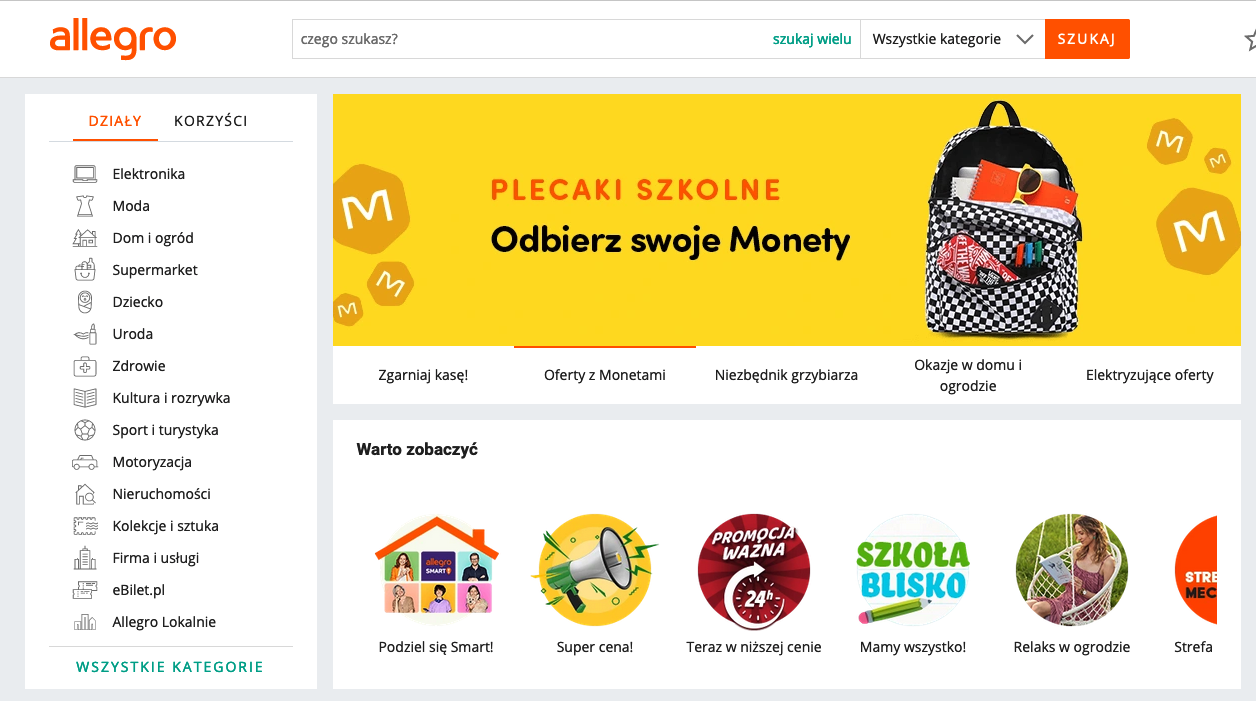 allegro
czego szukasz?
szukaj wielu
Wszystkie kategorie
SZUKAJ
DZIAŁY
KORZYŚCI
Elektronika
Moda
Dom i ogród
Supermarket
Dziecko
Uroda
Zdrowie
Kultura i rozrywka
Sport i turystyka
Motoryzacja
Nieruchomości
Kolekcje i sztuka
Firma i usługi
eBilet.pl
Allegro Lokalnie
WSZYSTKIE KATEGORIE
PLECAKI SZKOLNE
Odbierz swoje Monety
Zgarniaj kasę!
Oferty z Monetami
Niezbędnik grzybiarza
Okazje w domu i
ogrodzie
Elektryzujące oferty
Warto zobaczyć
allegro
SMART!
Podziel się Smart!
Super cena!
PROMOCJA
WAŻNA
24h
Teraz w niższej cenie
SZKOŁA
BLISKO
Mamy wszystko!
Relaks w ogrodzie
STRE
MEC
Strefa